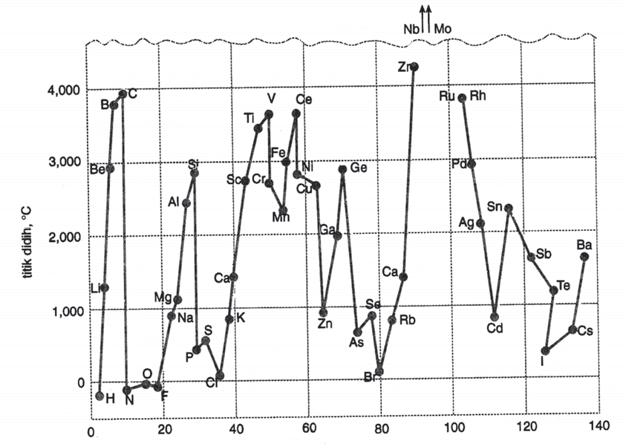 Nb Mo
4,000
3,000
2,000
1,000
0
titik didih, °C
H
Li
Be
B
C
N
O
F
Na
Mg
Al
Si
P
S
Cl
K
Ca
Sc
Ti
V
Cr
Mn
Fe
Ce
Ni
Cu
Zn
Ga
Ge
As
Se
Br
Rb
Ca
Zr
Ru Rh
Pd
Ag
Cd
Sn
Sb
Te
I
Cs
Ba
0 20 40 60 80 100 120 140